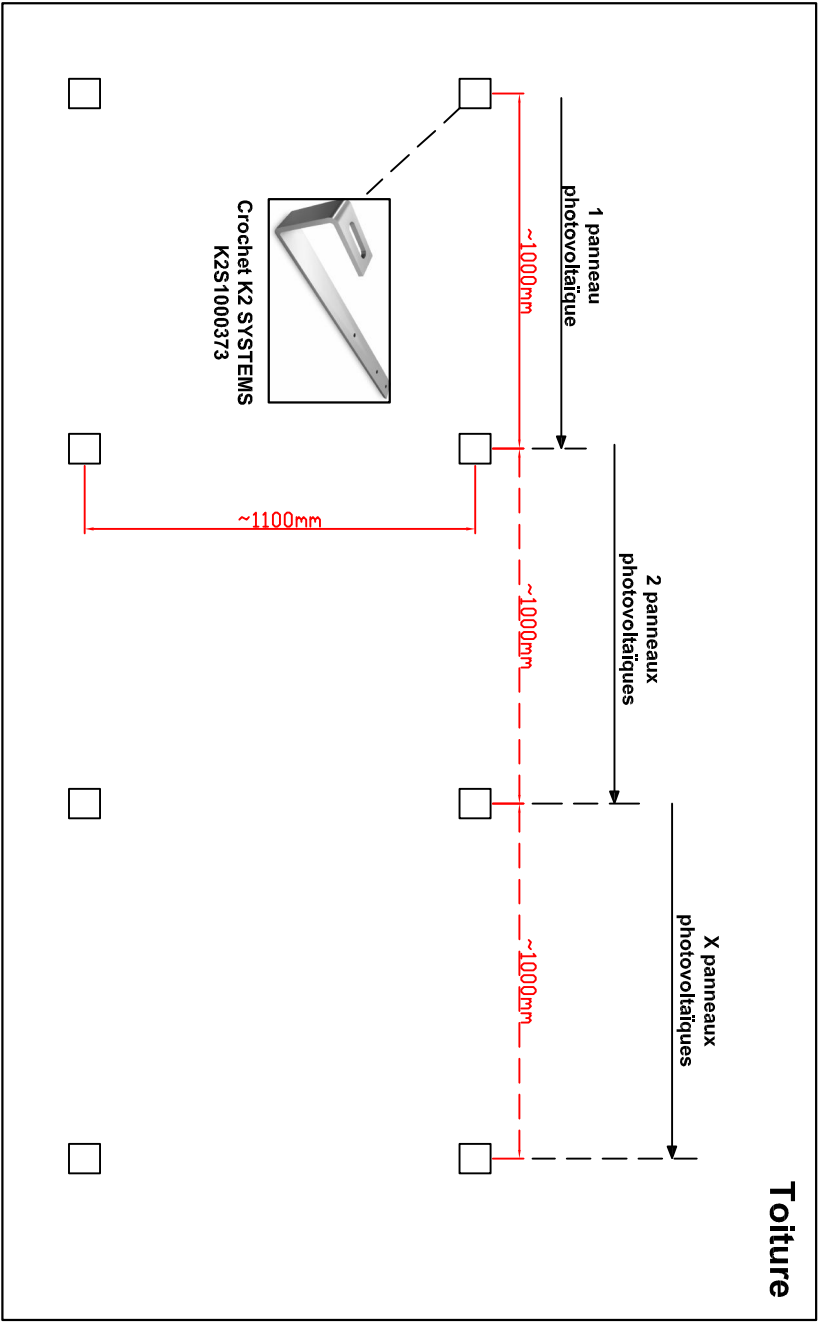 Toiture
1 panneau
photovoltaïque
2 panneaux
photovoltaïques
X panneaux
photovoltaïques
~1000mm
~1000mm
~1000mm
~1100mm
Crochet K2 SYSTEMS
K2S1000373